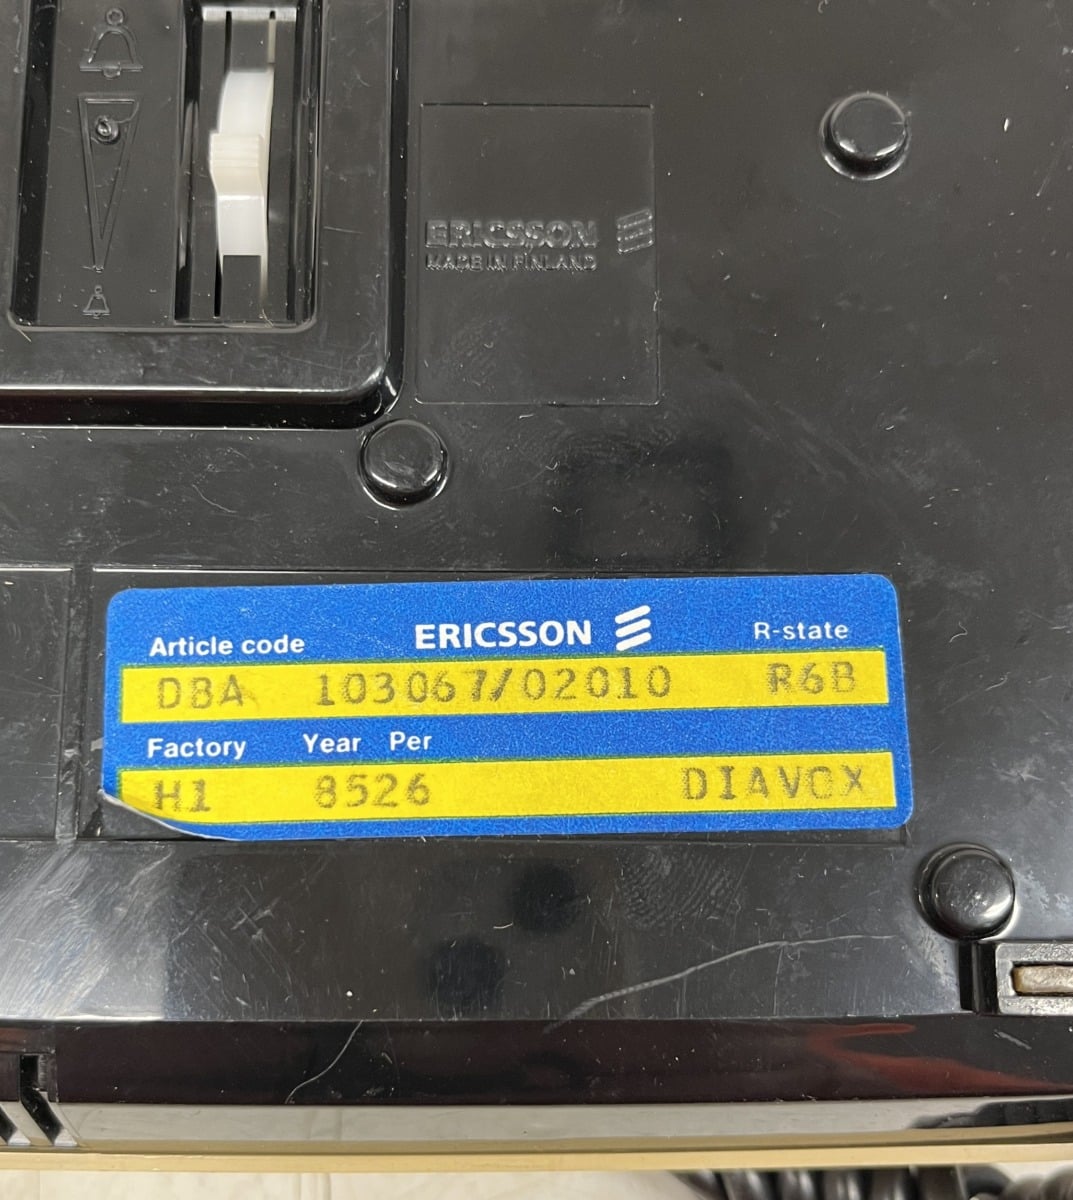 ERICSSON
MADE IN FINLAND
Article code ERICSSON R-state
DBA 103067/02010 R6B
Factory Year Per
H1 8526 DIAVOX